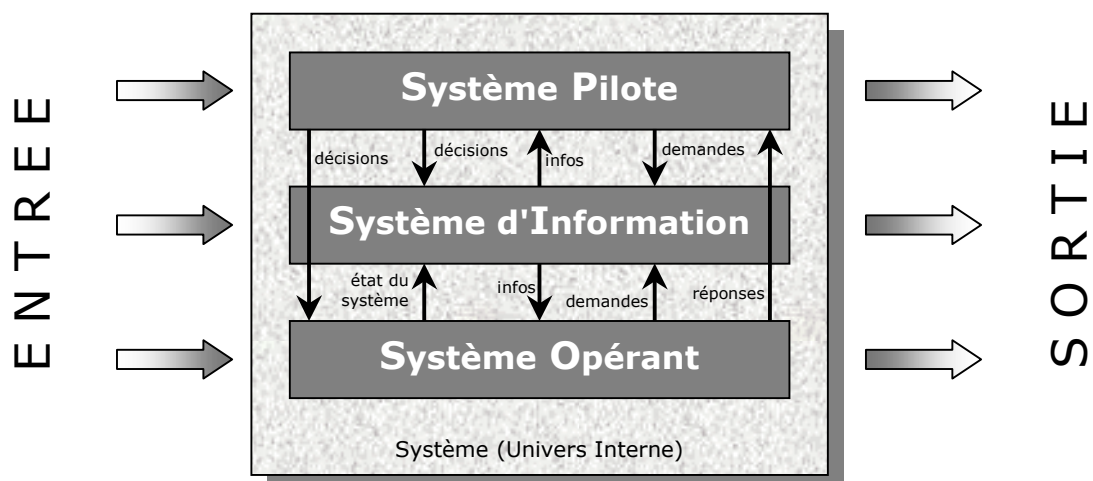 ENTREE
Système Pilote
décisions
décisions
infos
demandes
Système d'Information
état du
système
infos
demandes
réponses
Système Opérant
Système (Univers Interne)
SORTIE